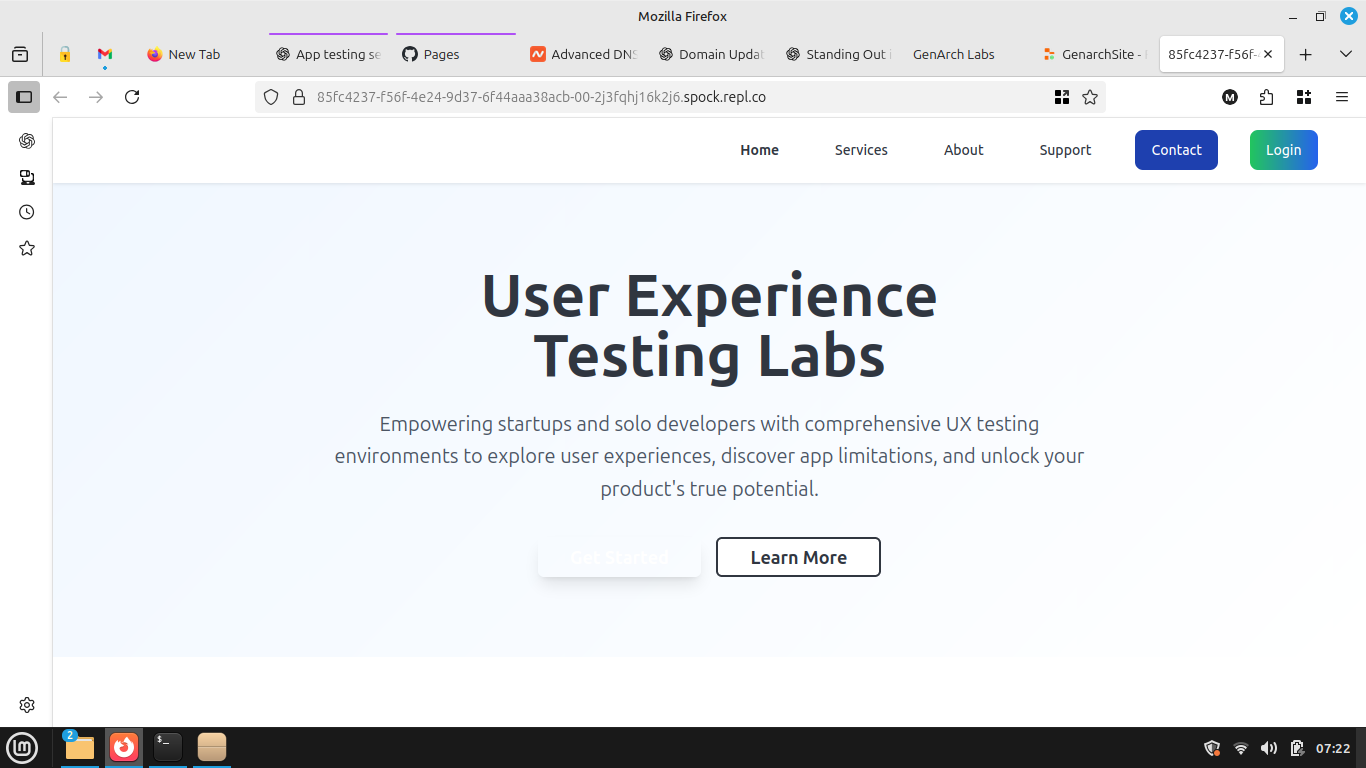 Mozilla Firefox
New Tab
App testing se
Pages
Advanced DNS
Domain Updat
Standing Out i
GenArch Labs
GenarchSite -
85fc4237-f56f-4
85fc4237-f56f-4e24-9d37-6f44aaa38acb-00-2j3fqhj16k2j6.spock.repl.co
M
Home
Services
About
Support
Contact
Login
User Experience
Testing Labs
Empowering startups and solo developers with comprehensive UX testing
environments to explore user experiences, discover app limitations, and unlock your
product's true potential.
Get Started
Learn More
2
07:22